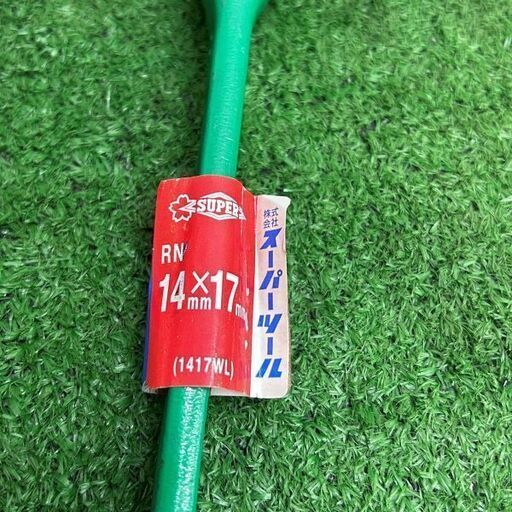 SUPER
RN
14mm×17mm
(1417WL)
株式会社
スーパーツール